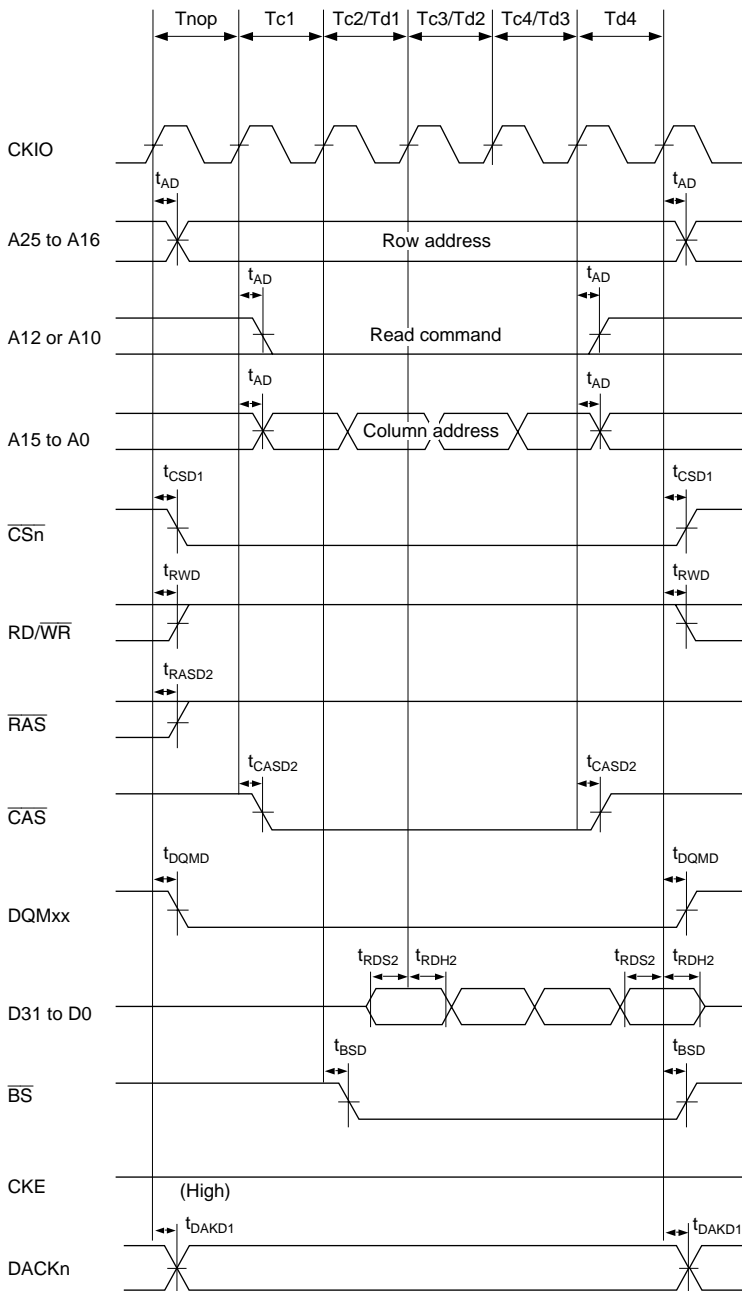 Tnop Tc1 Tc2/Td1 Tc3/Td2 Tc4/Td3 Td4
CKIO
tAD tAD
A25 to A16 Row address
tAD tAD
A12 or A10 Read command
tAD tAD
A15 to A0 Column address
tCSD1 tCSD1
CSn
tRWD tRWD
RD/WR
tRASD2
RAS
tCASD2 tCASD2
CAS
tDQMD tDQMD
DQMxx
tRDS2 tRDH2 tRDS2 tRDH2
D31 to D0
tBSD tBSD
BS
CKE (High)
tDAKD1 tDAKD1
DACKn